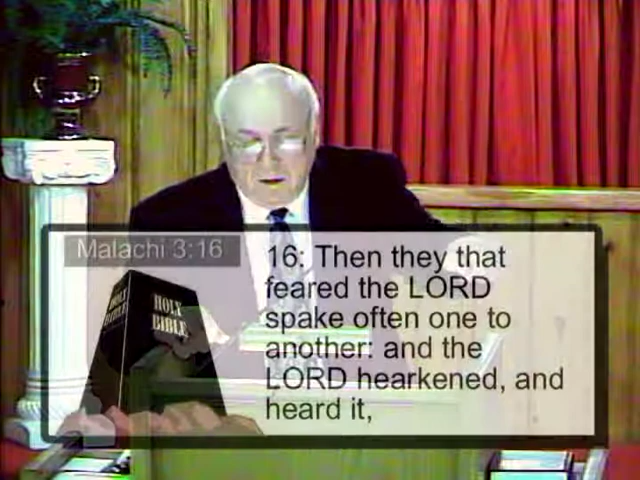 Malachi 3:16
16: Then they that
feared the LORD
spake often one to
another: and the
LORD hearkened, and
heard it,
HOLY
BIBLE
HOLY
BIBLE